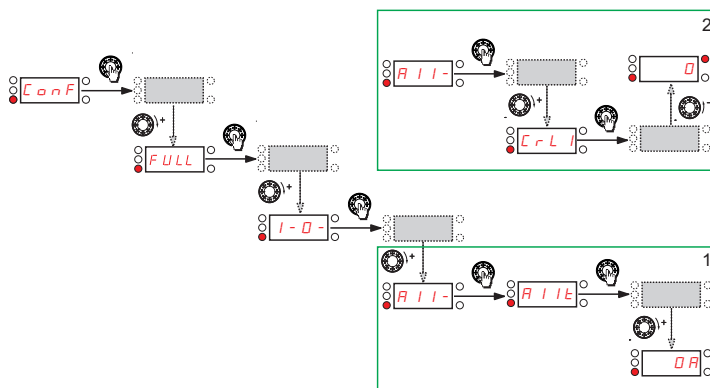 2
AI1-
0
ConF
CrL1
FULL
I-O-
1
AI1-
AI1t
0A